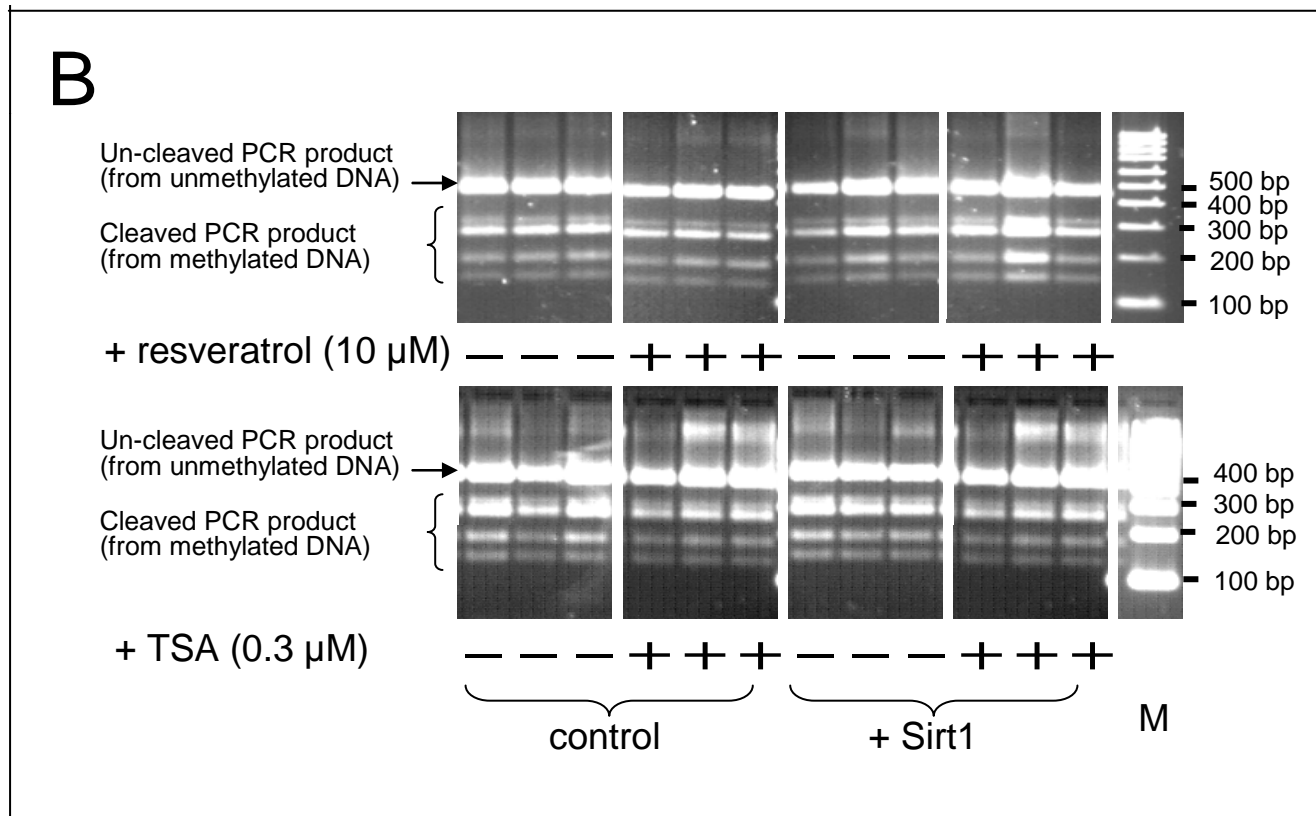 B
Un-cleaved PCR product
(from unmethylated DNA)
Cleaved PCR product
(from methylated DNA)
500 bp
400 bp
300 bp
200 bp
100 bp
+ resveratrol (10 µM) — — — + + + — — — + + +
Un-cleaved PCR product
(from unmethylated DNA)
Cleaved PCR product
(from methylated DNA)
400 bp
300 bp
200 bp
100 bp
+ TSA (0.3 µM) — — — + + + — — — + + +
control + Sirt1 M